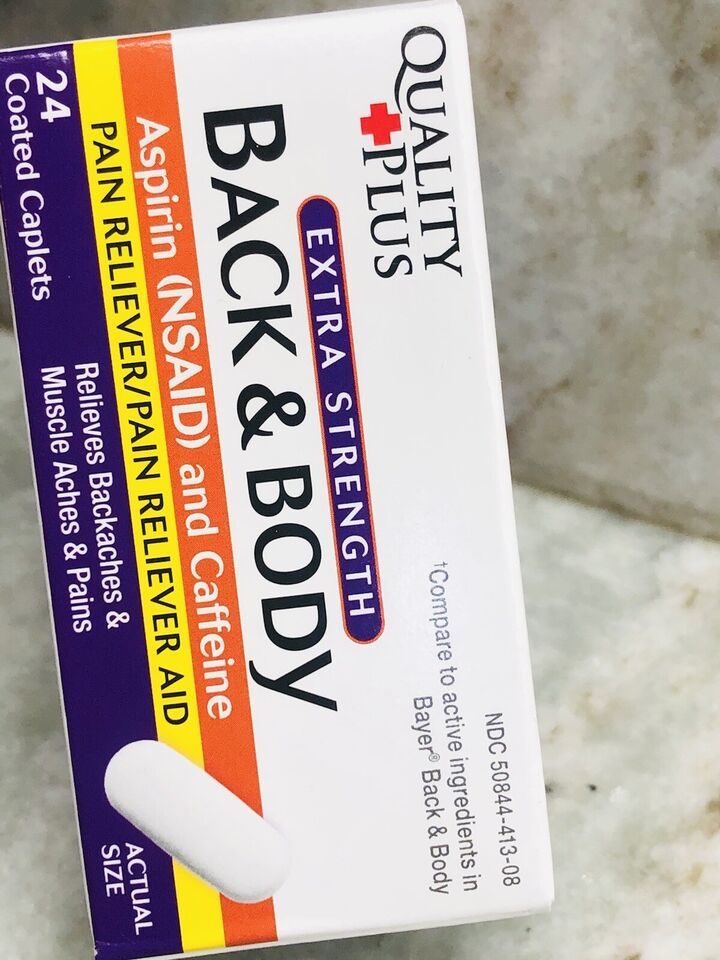 QUALITY
PLUS
NDC 50844-413-08
†Compare to active ingredients in
Bayer® Back & Body
EXTRA STRENGTH
BACK & BODY
Aspirin (NSAID) and Caffeine
PAIN RELIEVER/PAIN RELIEVER AID
24
Coated Caplets
Relieves Backaches &
Muscle Aches & Pains
ACTUAL
SIZE